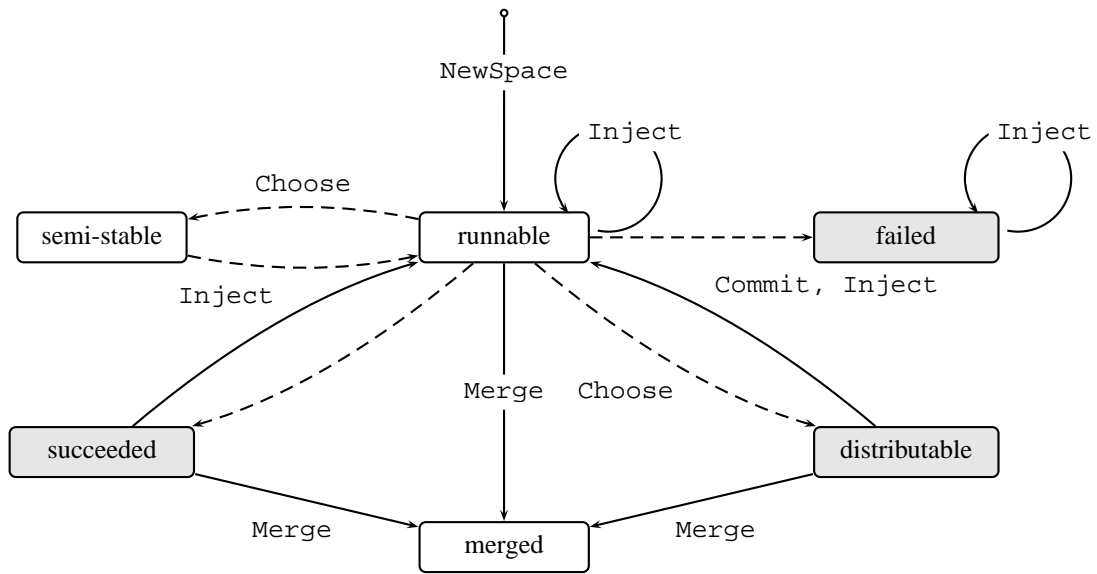 NewSpace
Inject
Inject
Choose
semi-stable
runnable
failed
Inject
Commit, Inject
Merge
Choose
succeeded
distributable
Merge
merged
Merge